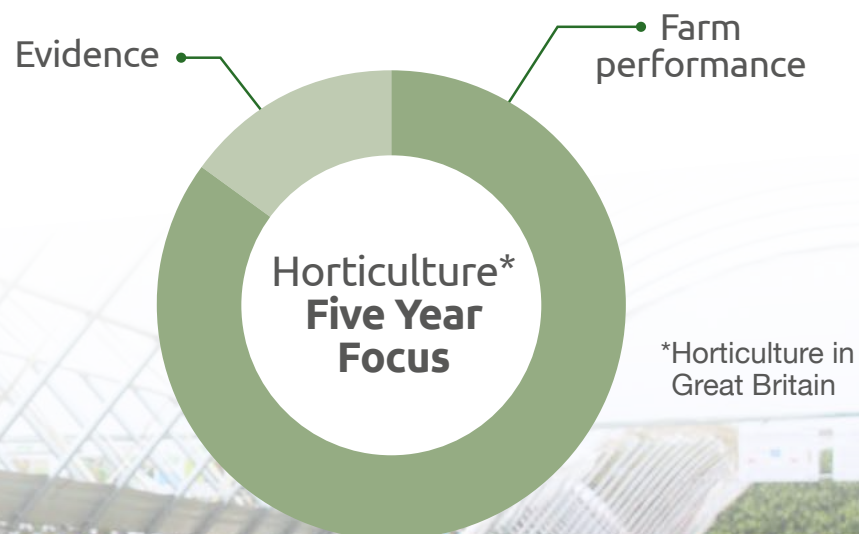 Evidence
Farm
performance
Horticulture*
Five Year
Focus
*Horticulture in
Great Britain